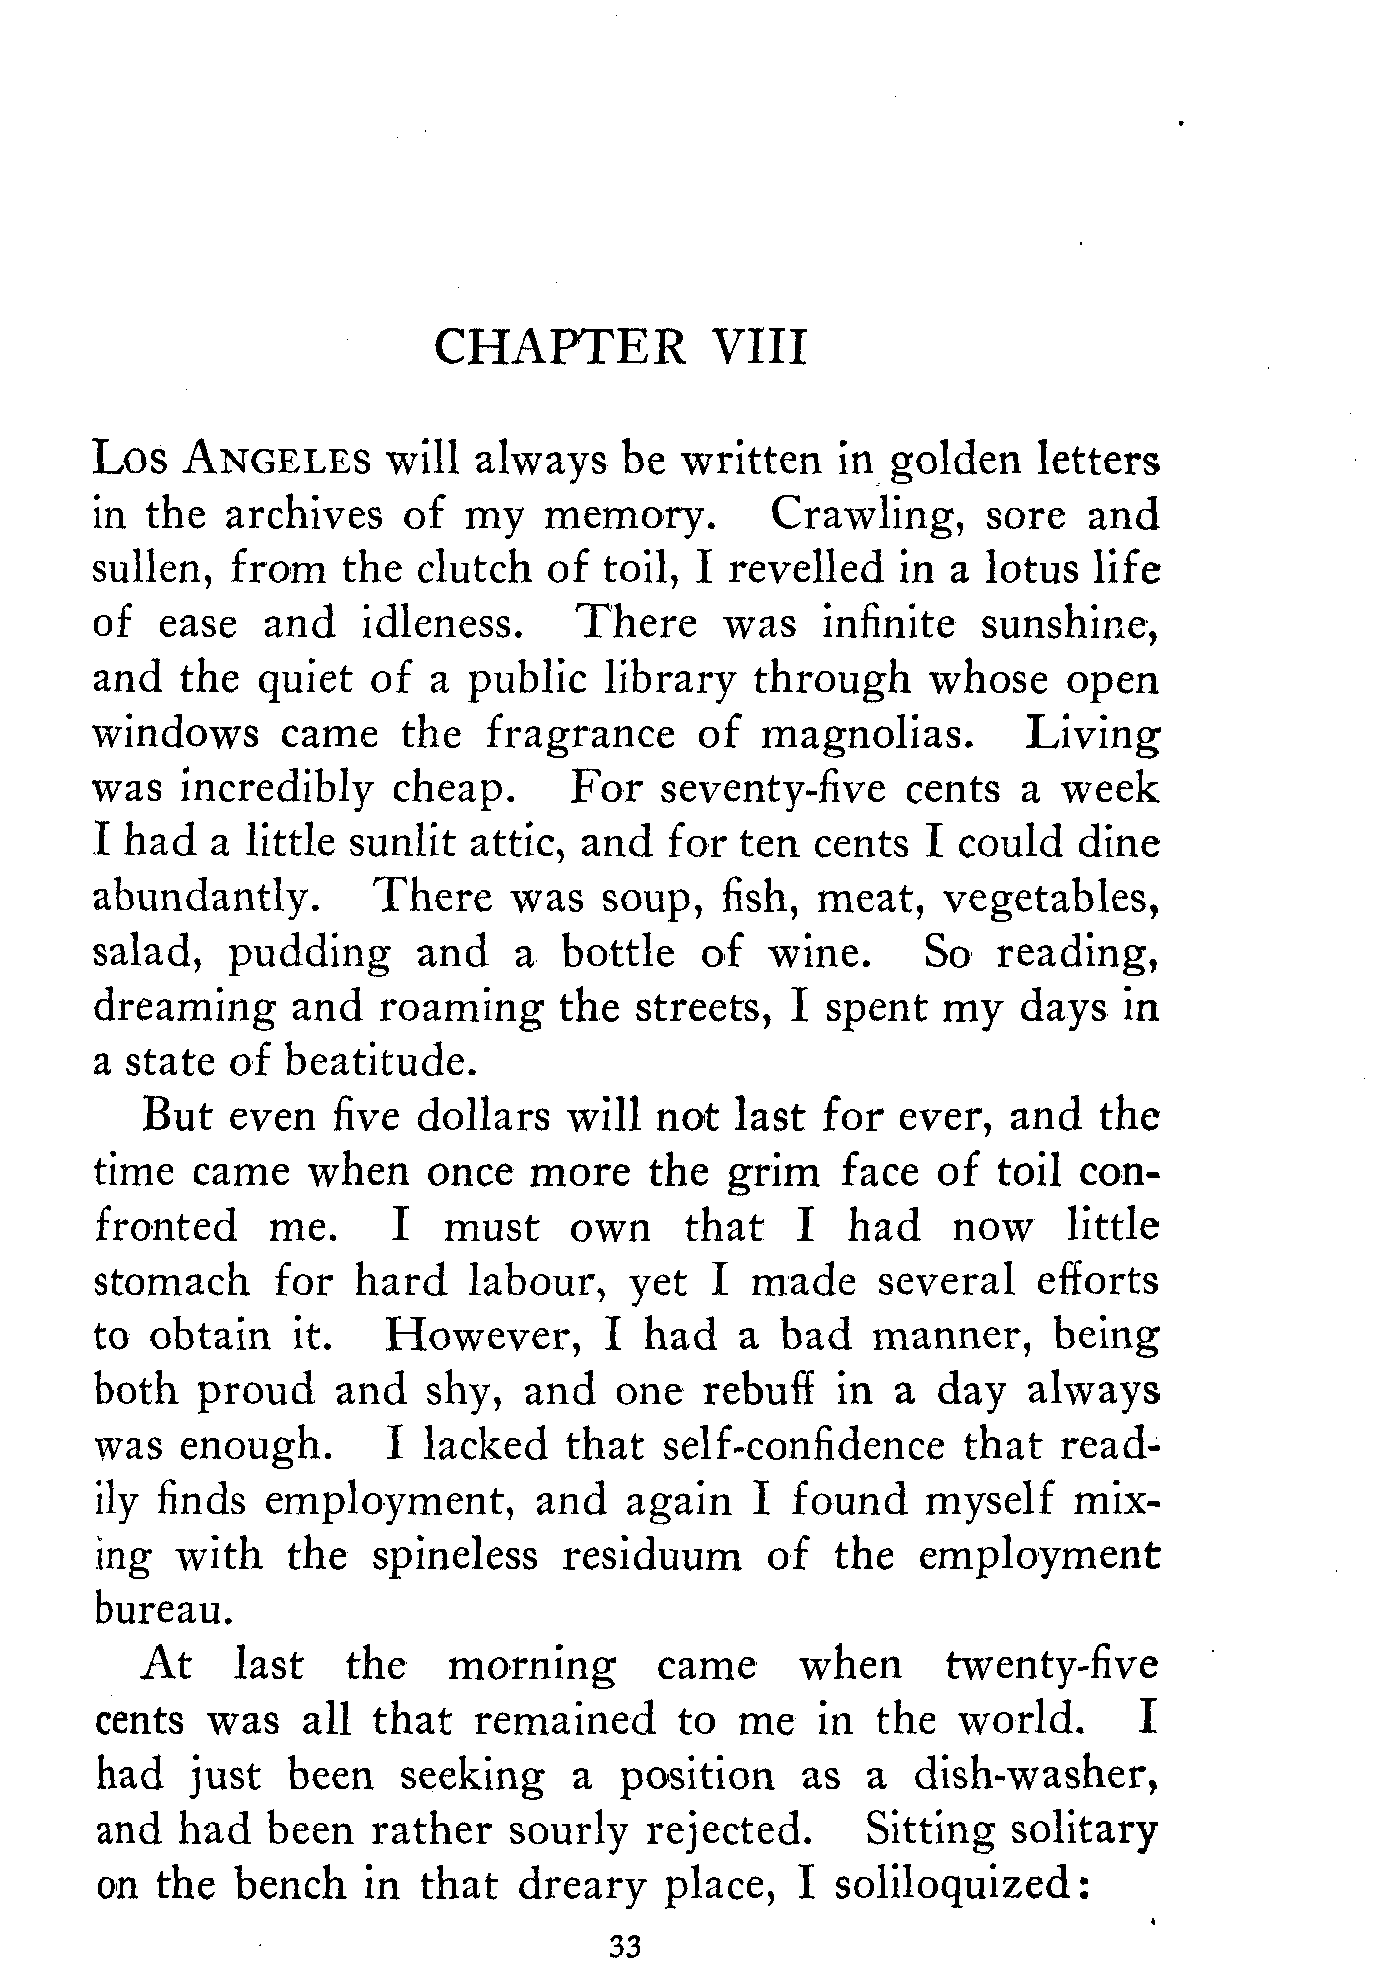 CHAPTER VIII
Los Angeles will always be written in golden letters
in the archives of my memory. Crawling, sore and
sullen, from the clutch of toil, I revelled in a lotus life
of ease and idleness. There was infinite sunshine,
and the quiet of a public library through whose open
windows came the fragrance of magnolias. Living
was incredibly cheap. For seventy-five cents a week
I had a little sunlit attic, and for ten cents I could dine
abundantly. There was soup, fish, meat, vegetables,
salad, pudding and a bottle of wine. So reading,
dreaming and roaming the streets, I spent my days in
a state of beatitude.
But even five dollars will not last for ever, and the
time came when once more the grim face of toil con-
fronted me. I must own that I had now little
stomach for hard labour, yet I made several efforts
to obtain it. However, I had a bad manner, being
both proud and shy, and one rebuff in a day always
was enough. I lacked that self-confidence that read-
ily finds employment, and again I found myself mix-
ing with the spineless residuum of the employment
bureau.
At last the morning came when twenty-five
cents was all that remained to me in the world. I
had just been seeking a position as a dish-washer,
and had been rather sourly rejected. Sitting solitary
on the bench in that dreary place, I soliloquized:
33